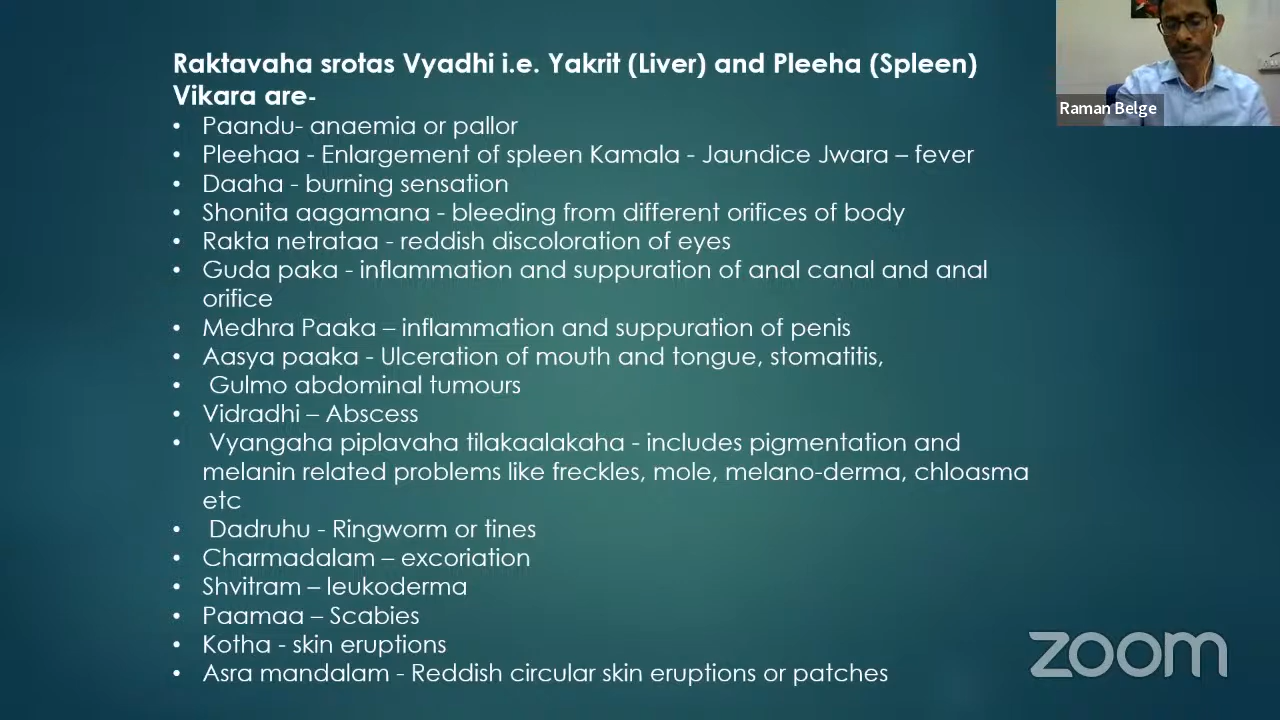 Raktavaha srotas Vyadhi i.e. Yakrit (Liver) and Pleeha (Spleen)
Vikara are-
• Paandu- anaemia or pallor
• Pleehaa - Enlargement of spleen Kamala - Jaundice Jwara – fever
• Daaha - burning sensation
• Shonita aagamana - bleeding from different orifices of body
• Rakta netrataa - reddish discoloration of eyes
• Guda paka - inflammation and suppuration of anal canal and anal
orifice
• Medhra Paaka – inflammation and suppuration of penis
• Aasya paaka - Ulceration of mouth and tongue, stomatitis,
• Gulmo abdominal tumours
• Vidradhi – Abscess
• Vyangaha piplavaha tilakaalakaha - includes pigmentation and
melanin related problems like freckles, mole, melano-derma, chloasma
etc
• Dadruhu - Ringworm or tines
• Charmadalam – excoriation
• Shvitram – leukoderma
• Paamaa – Scabies
• Kotha - skin eruptions
• Asra mandalam - Reddish circular skin eruptions or patches
Raman Belge
zoom